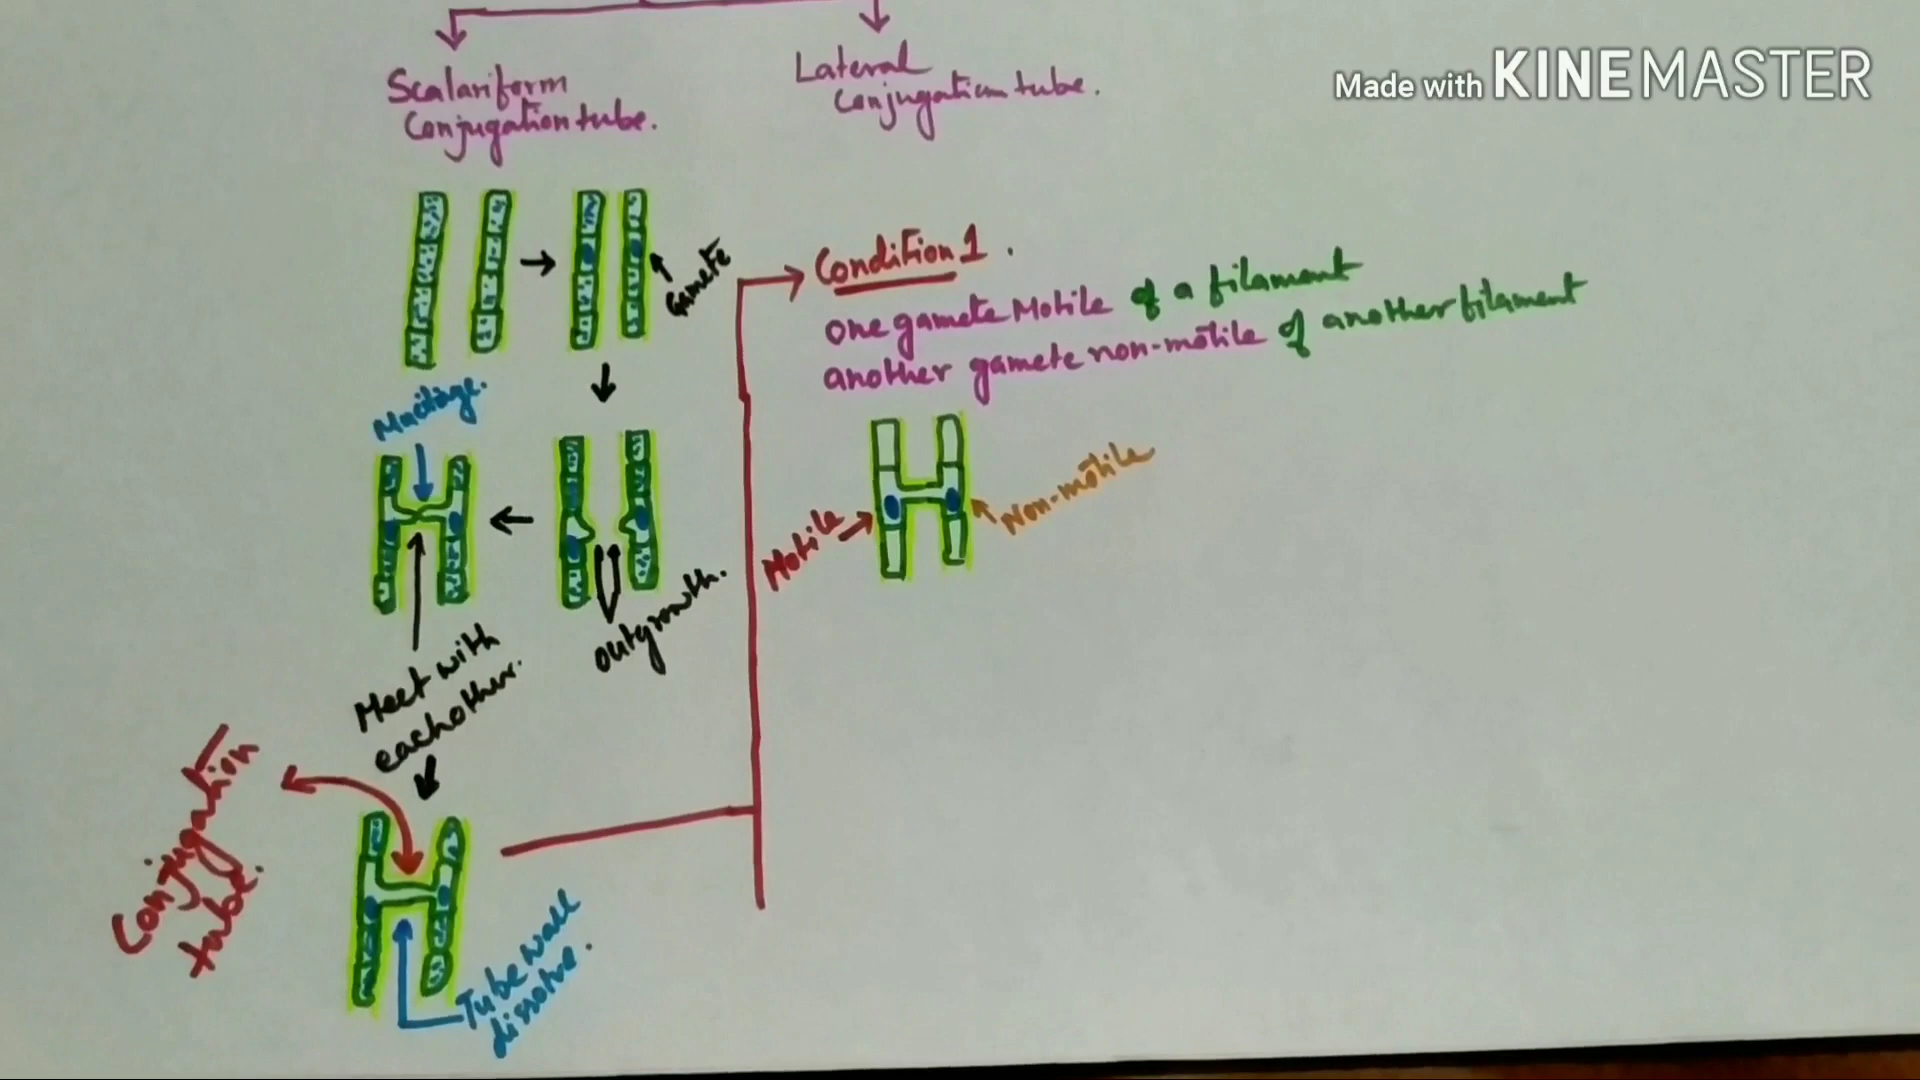 Scalariform
Conjugation tube.
Lateral
Conjugation tube.
Made with KINEMASTER
Gamete
Condition 1.
One gamete Motile of a filament
another gamete non-motile of another filament
Mucilage.
Motile
Non-motile
outgrowth.
Meet with
eachother.
Conjugation
tube.
Tube wall
dissolve.